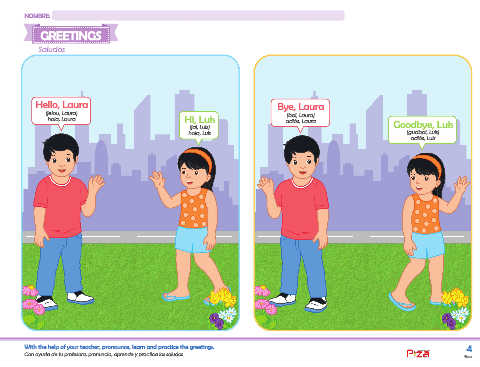 NOMBRE:
GREETINGS
Saludos
Hello, Laura
(jelou, Laura)
hola, Laura
Hi, Luis
(jai, Luis)
hola, Luis
Bye, Laura
(bai, Laura)
adiós, Laura
Goodbye, Luis
(gudbai, Luis)
adiós, Luis
With the help of your teacher, pronounce, learn and practice the greetings.
Con ayuda de tu profesora, pronuncia, aprende y practica los saludos.
4